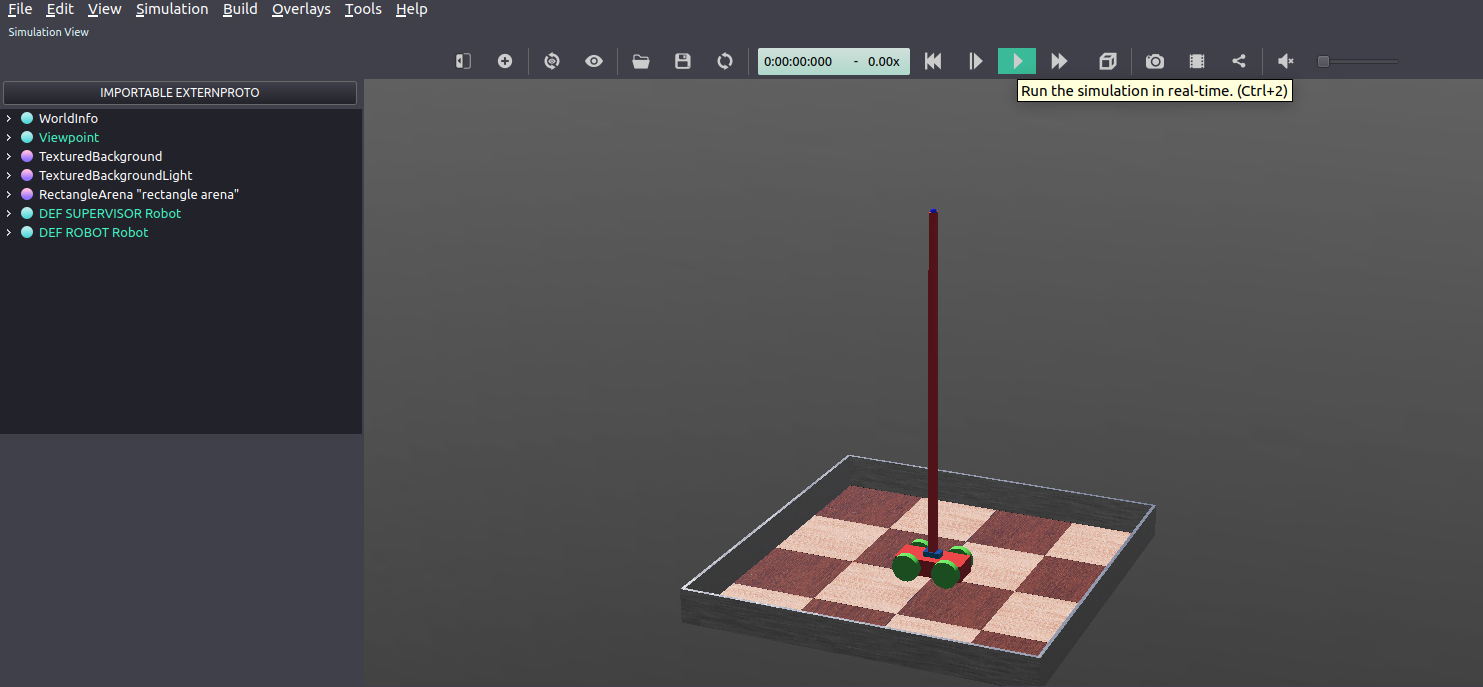 File Edit View Simulation Build Overlays Tools Help
Simulation View
0:00:00:000 - 0.00x
IMPORTABLE EXTERNPROTO
Run the simulation in real-time. (Ctrl+2)
WorldInfo
Viewpoint
TexturedBackground
TexturedBackgroundLight
RectangleArena "rectangle arena"
DEF SUPERVISOR Robot
DEF ROBOT Robot